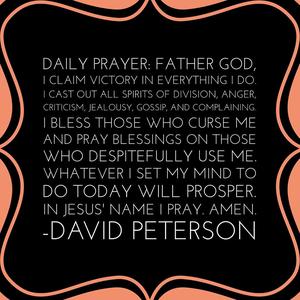 DAILY PRAYER: FATHER GOD,
I CLAIM VICTORY IN EVERYTHING I DO.
I CAST OUT ALL SPIRITS OF DIVISION, ANGER,
CRITICISM, JEALOUSY, GOSSIP, AND COMPLAINING.
I BLESS THOSE WHO CURSE ME
AND PRAY BLESSINGS ON THOSE
WHO DESPITEFULLY USE ME.
WHATEVER I SET MY MIND TO
DO TODAY WILL PROSPER.
IN JESUS' NAME I PRAY. AMEN.
-DAVID PETERSON